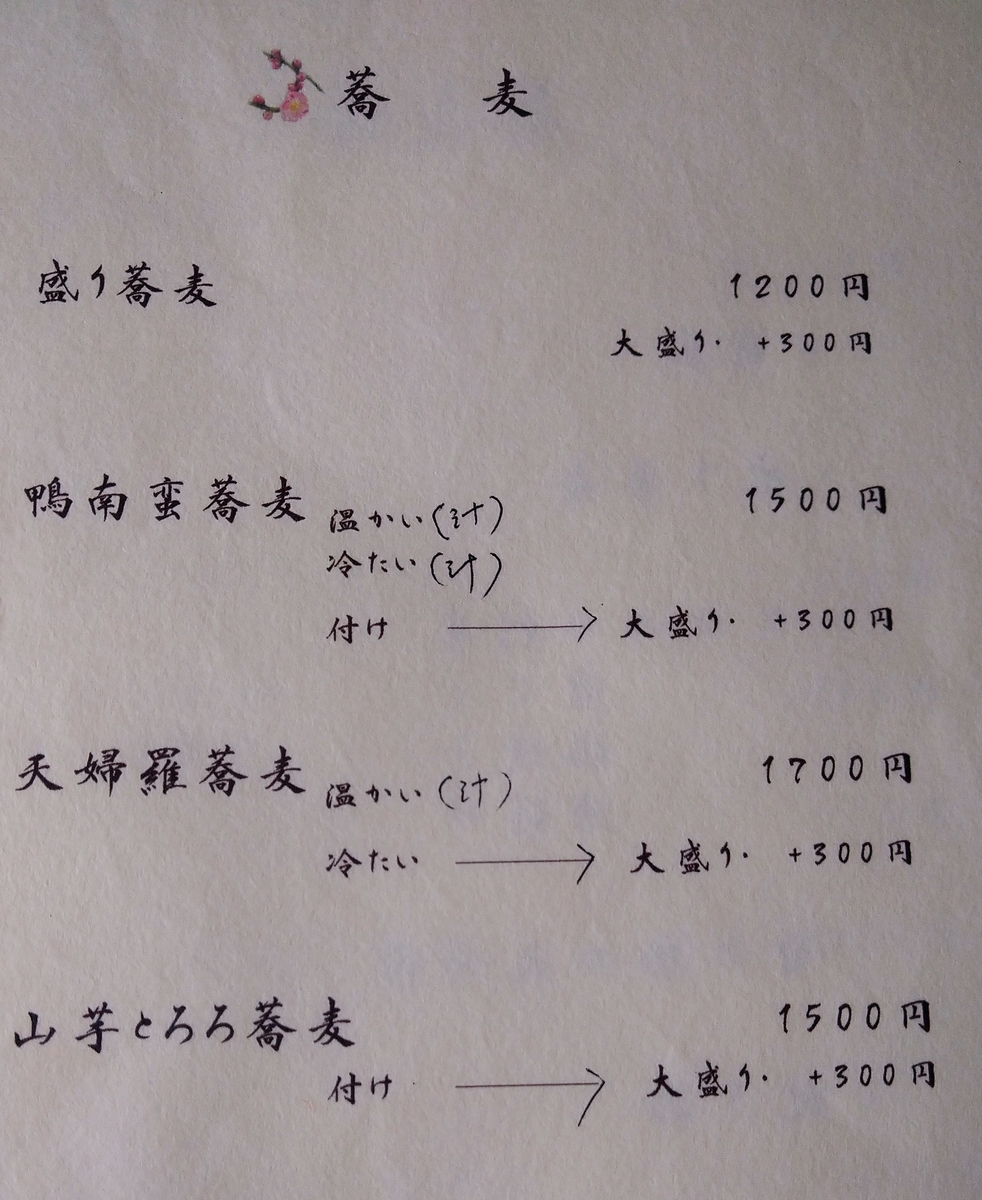 蕎 麦
盛り蕎麦 1200円
大盛り・ +300円
鴨南蛮蕎麦 1500円
温かい(汁)
冷たい(汁)
付け → 大盛り・ +300円
天婦羅蕎麦 1700円
温かい(汁)
冷たい → 大盛り・ +300円
山芋とろろ蕎麦 1500円
付け → 大盛り・ +300円